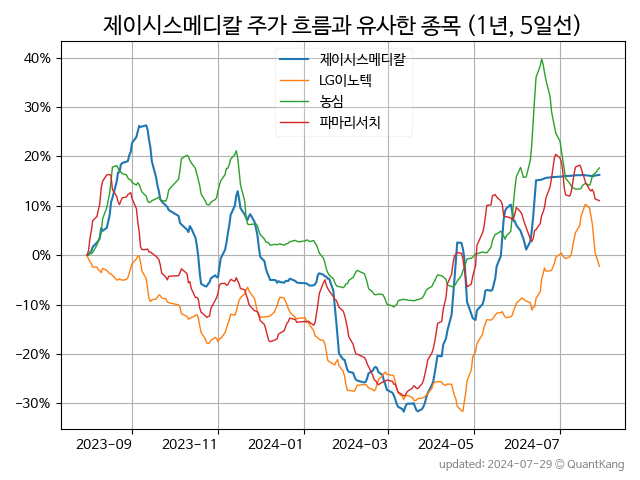 제이시스메디칼 주가 흐름과 유사한 종목 (1년, 5일선)
제이시스메디칼
LG이노텍
농심
파마리서치
40%
30%
20%
10%
0%
−10%
−20%
−30%
2023-09 2023-11 2024-01 2024-03 2024-05 2024-07
updated: 2024-07-29 © QuantKang